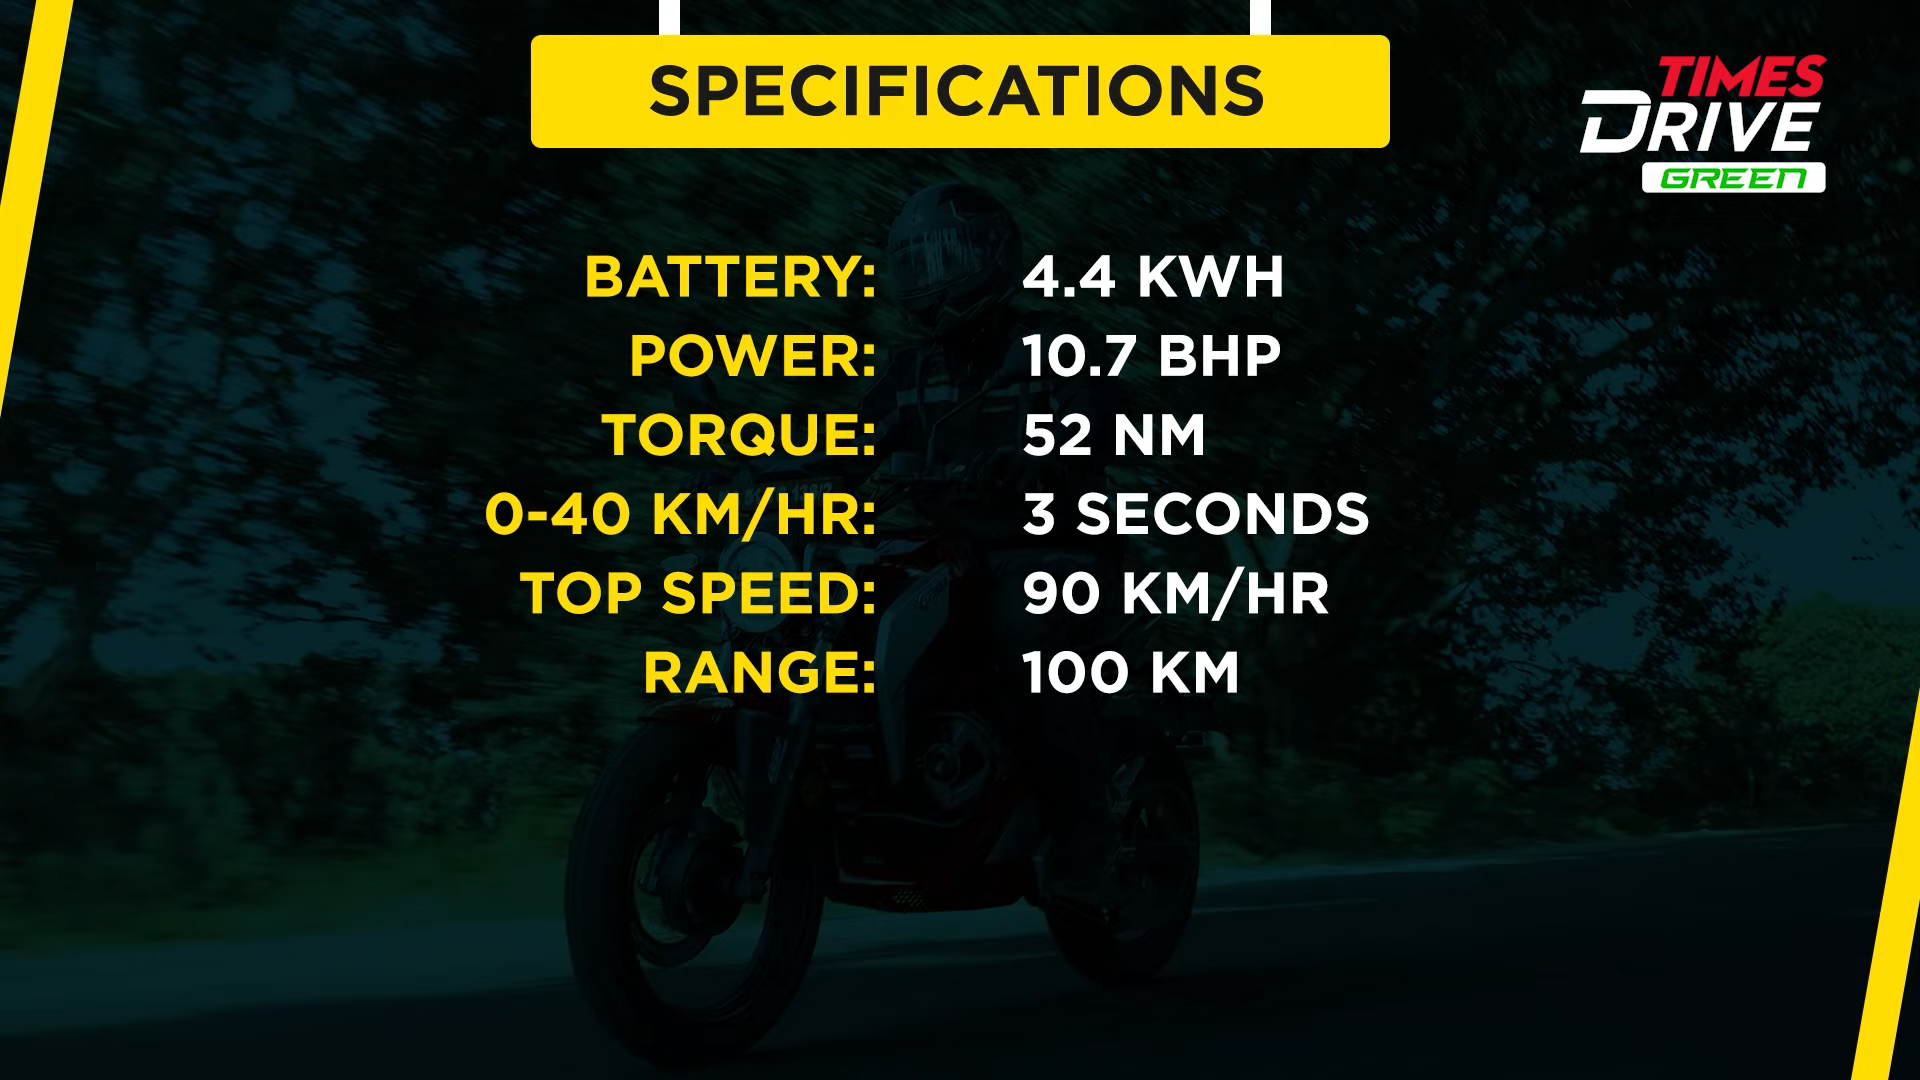 SPECIFICATIONS
TIMES
DRIVE
GREEN
BATTERY: 4.4 KWH
POWER: 10.7 BHP
TORQUE: 52 NM
0-40 KM/HR: 3 SECONDS
TOP SPEED: 90 KM/HR
RANGE: 100 KM